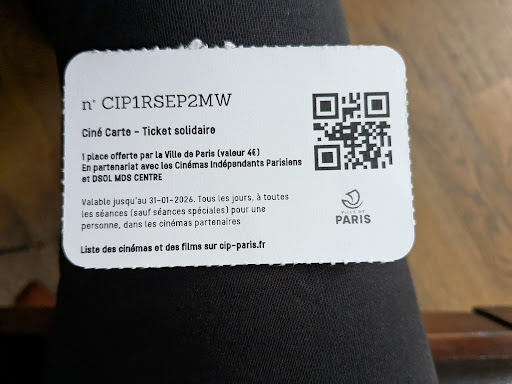 n° CIP1RSEP2MW
Ciné Carte - Ticket solidaire
1 place offerte par la Ville de Paris (valeur 4€)
En partenariat avec les Cinémas Indépendants Parisiens
et DSOL MDS CENTRE
Valable jusqu'au 31-01-2026. Tous les jours, à toutes
les séances (sauf séances spéciales) pour une
personne, dans les cinémas partenaires
Liste des cinémas et des films sur cip-paris.fr
VILLE DE
PARIS